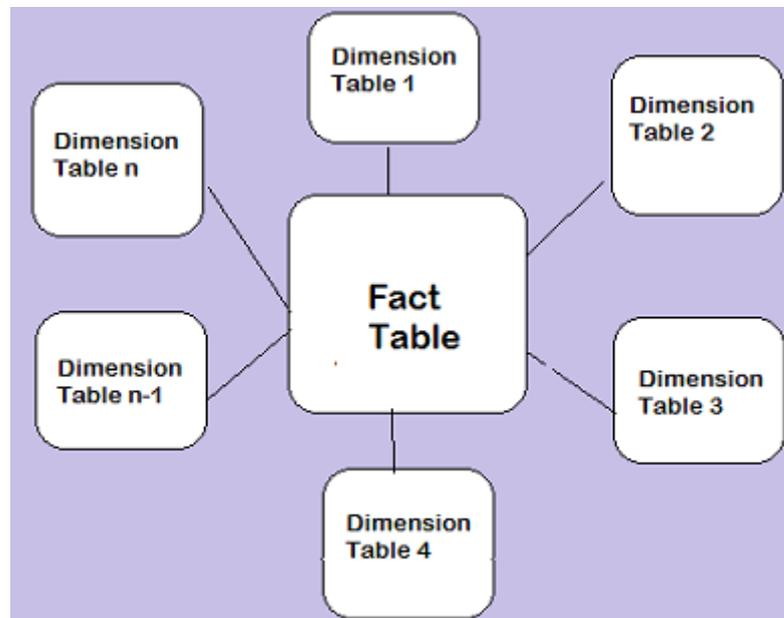 Dimension
Table 1
Dimension
Table 2
Dimension
Table n
Fact
Table
Dimension
Table n-1
Dimension
Table 3
Dimension
Table 4